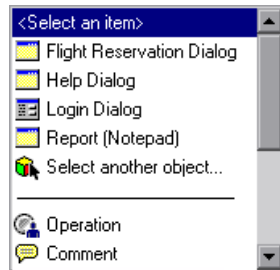 <Select an item>
Flight Reservation Dialog
Help Dialog
Login Dialog
Report (Notepad)
Select another object...
Operation
Comment